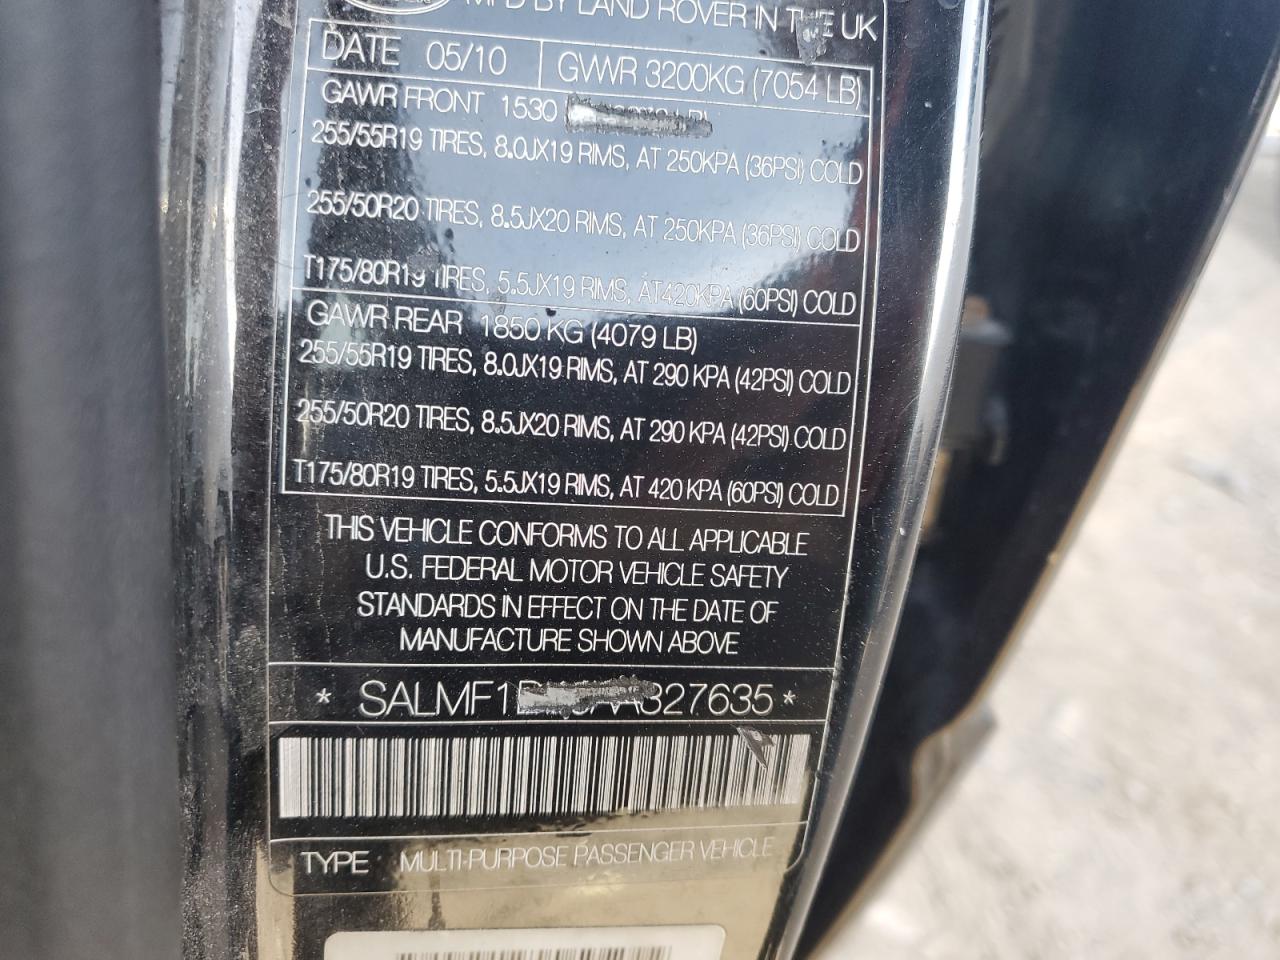 MFD BY LAND ROVER IN THE UK
DATE 05/10 GWWR 3200KG (7054 LB)
GAWR FRONT 1530
255/55R19 TIRES, 8.0JX19 RIMS, AT 250KPA (36PSI) COLD
255/50R20 TIRES, 8.5JX20 RIMS, AT 250KPA (36PSI) COLD
T175/80R19 TIRES, 5.5JX19 RIMS, AT420KPA (60PSI) COLD
GAWR REAR 1850 KG (4079 LB)
255/55R19 TIRES, 8.0JX19 RIMS, AT 290 KPA (42PSI) COLD
255/50R20 TIRES, 8.5JX20 RIMS, AT 290 KPA (42PSI) COLD
T175/80R19 TIRES, 5.5JX19 RIMS, AT 420 KPA (60PSI) COLD
THIS VEHICLE CONFORMS TO ALL APPLICABLE
U.S. FEDERAL MOTOR VEHICLE SAFETY
STANDARDS IN EFFECT ON THE DATE OF
MANUFACTURE SHOWN ABOVE
TYPE MULTI-PURPOSE PASSENGER VEHICLE